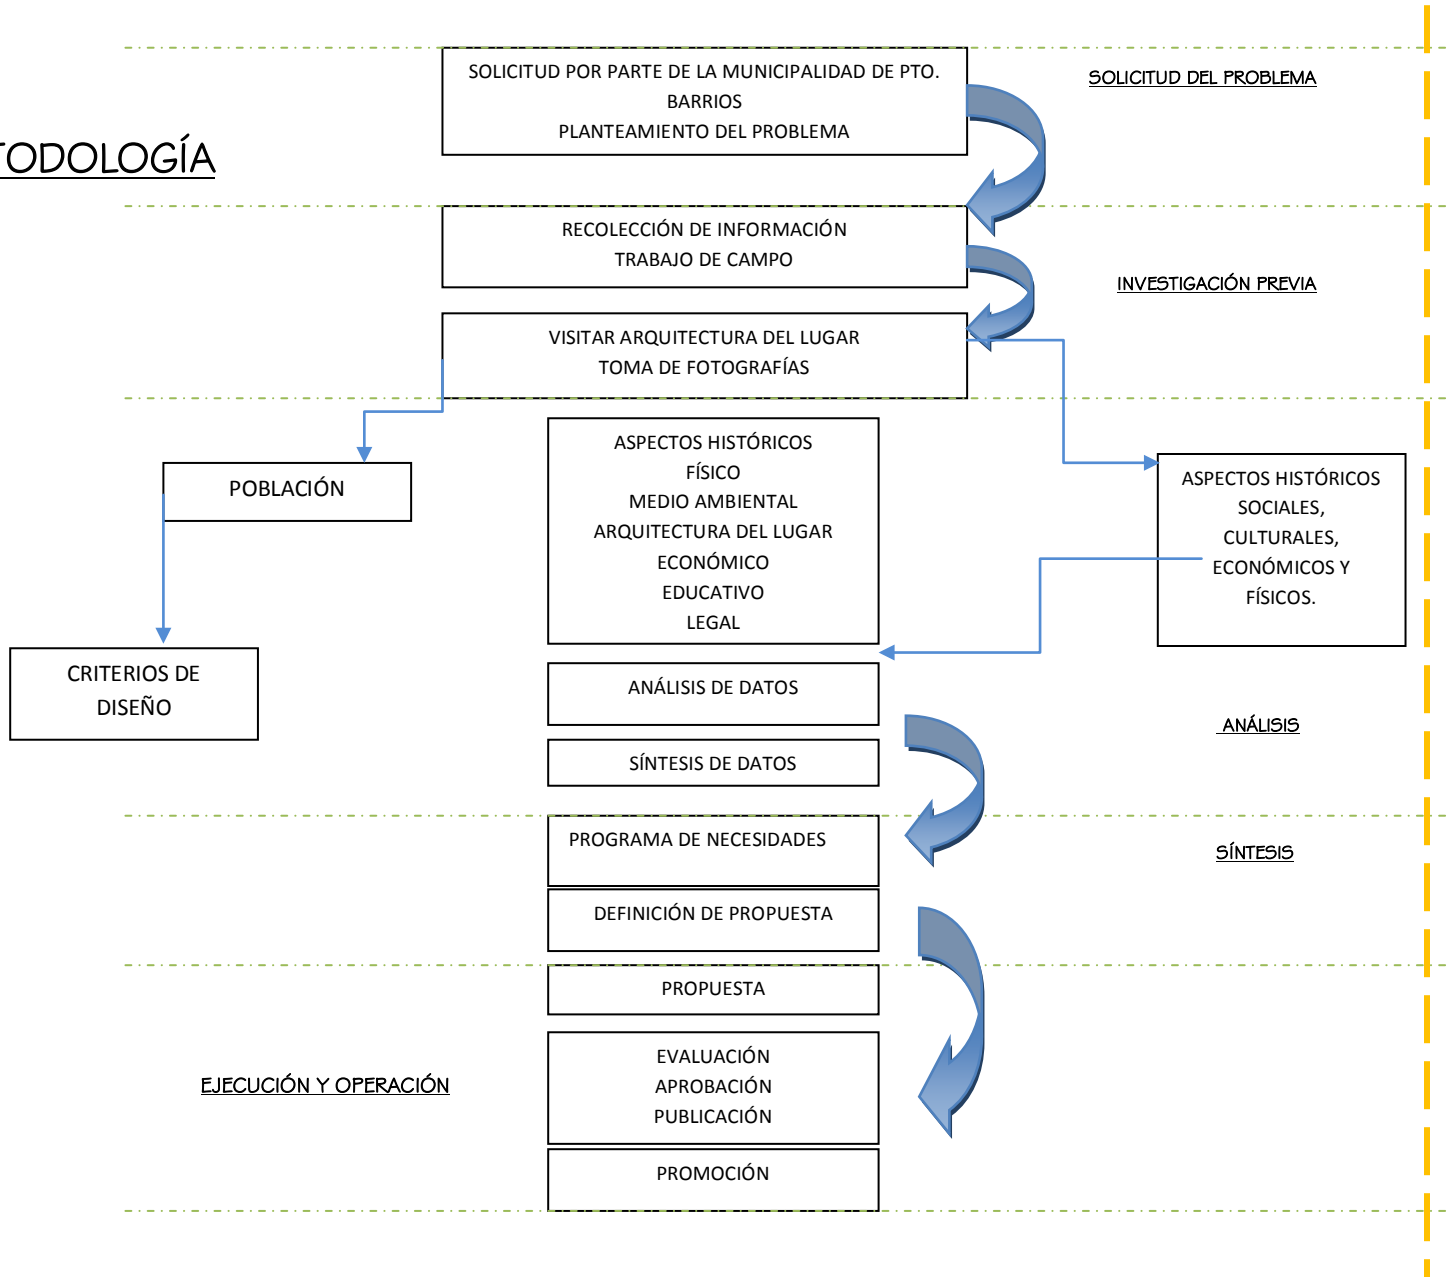 SOLICITUD POR PARTE DE LA MUNICIPALIDAD DE PTO.
BARRIOS
PLANTEAMIENTO DEL PROBLEMA
SOLICITUD DEL PROBLEMA
TODOLOGÍA
RECOLECCIÓN DE INFORMACIÓN
TRABAJO DE CAMPO
INVESTIGACIÓN PREVIA
VISITAR ARQUITECTURA DEL LUGAR
TOMA DE FOTOGRAFÍAS
POBLACIÓN
ASPECTOS HISTÓRICOS
FÍSICO
MEDIO AMBIENTAL
ARQUITECTURA DEL LUGAR
ECONÓMICO
EDUCATIVO
LEGAL
ASPECTOS HISTÓRICOS
SOCIALES,
CULTURALES,
ECONÓMICOS Y
FÍSICOS.
CRITERIOS DE
DISEÑO
ANÁLISIS DE DATOS
ANÁLISIS
SÍNTESIS DE DATOS
PROGRAMA DE NECESIDADES
SÍNTESIS
DEFINICIÓN DE PROPUESTA
PROPUESTA
EVALUACIÓN
APROBACIÓN
PUBLICACIÓN
EJECUCIÓN Y OPERACIÓN
PROMOCIÓN